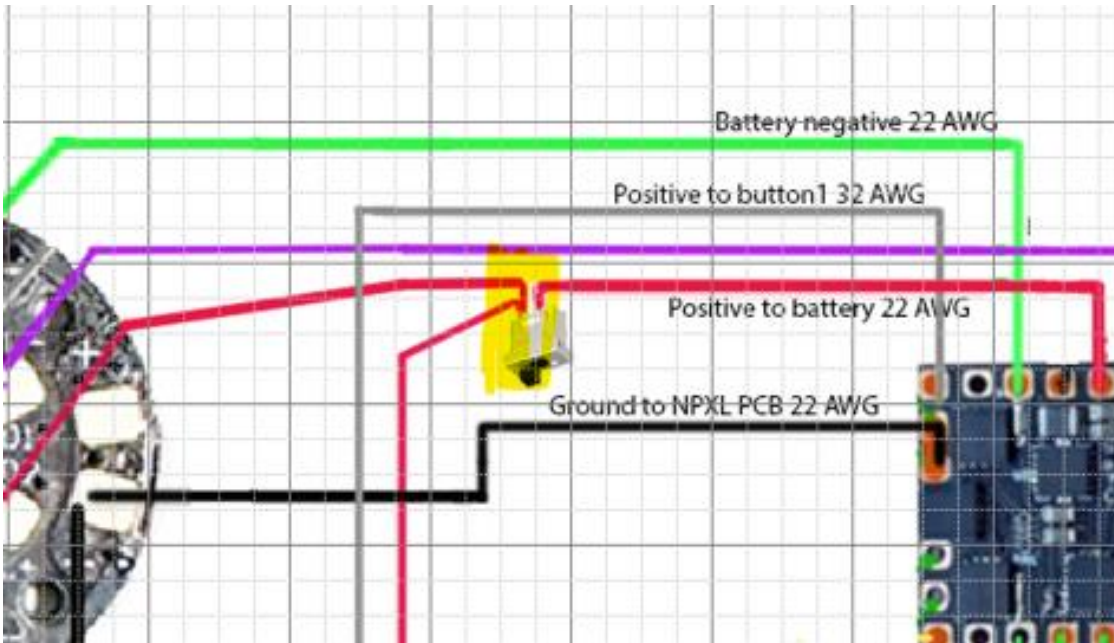 Battery negative 22 AWG
Positive to button1 32 AWG
Positive to battery 22 AWG
Ground to NPXL PCB 22 AWG